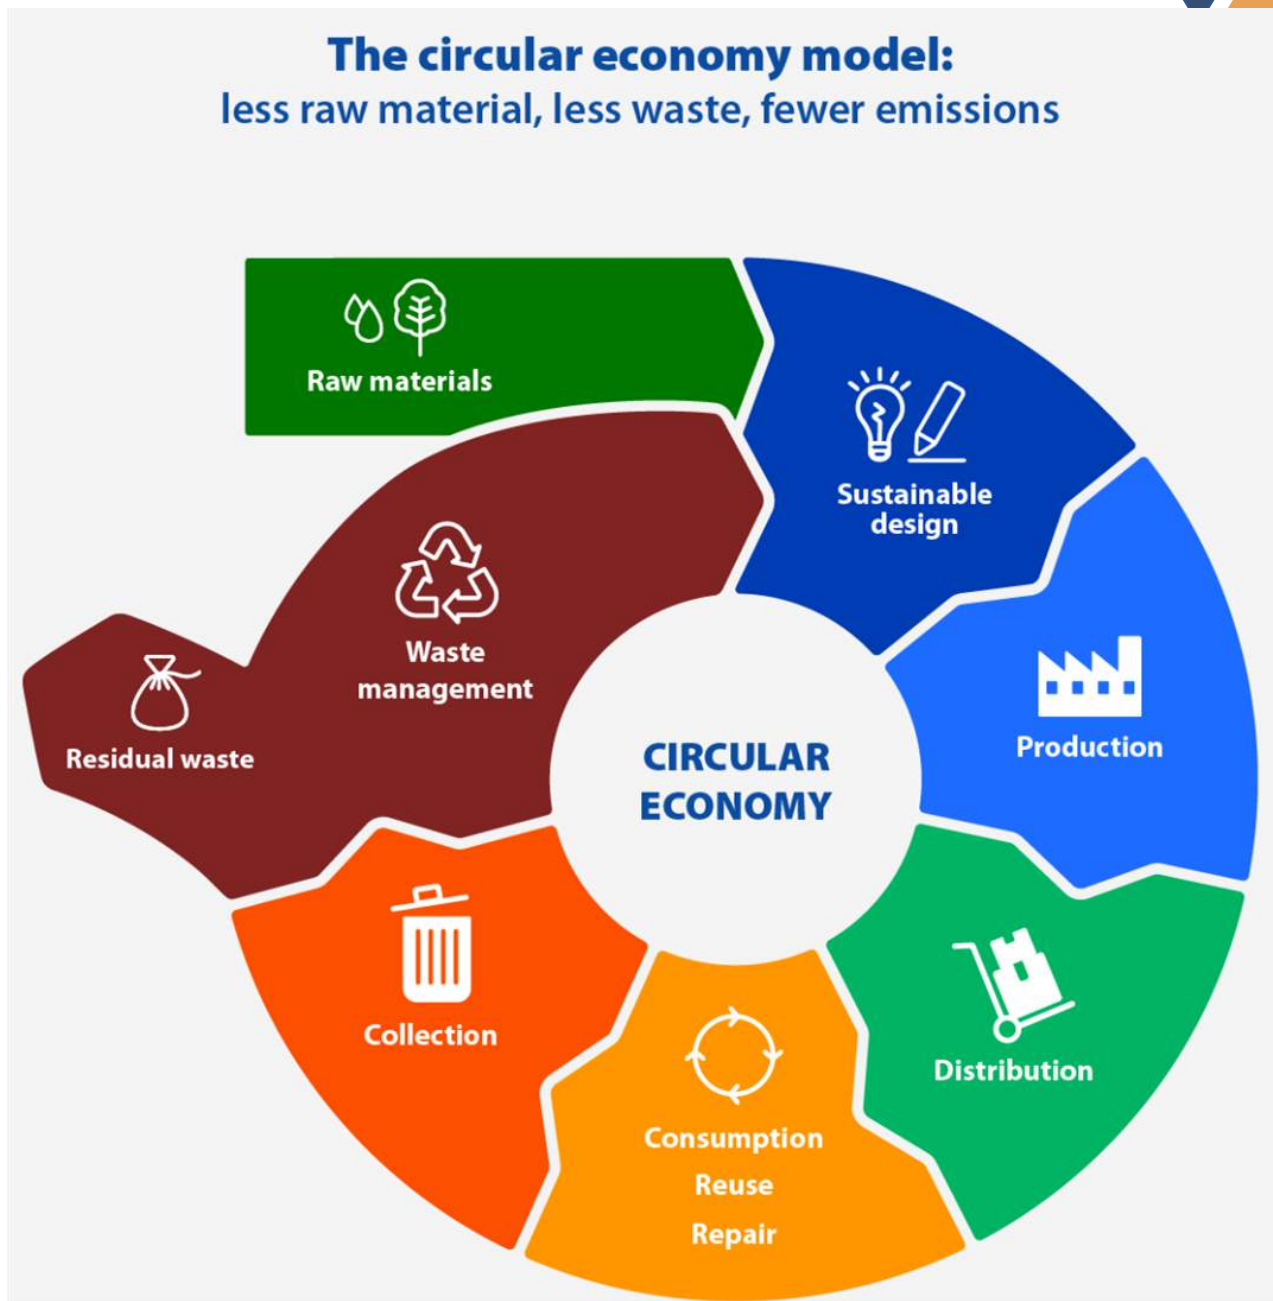 The circular economy model:
less raw material, less waste, fewer emissions
Raw materials
Sustainable
design
Production
Distribution
Consumption
Reuse
Repair
Collection
Waste
management
Residual waste
CIRCULAR
ECONOMY